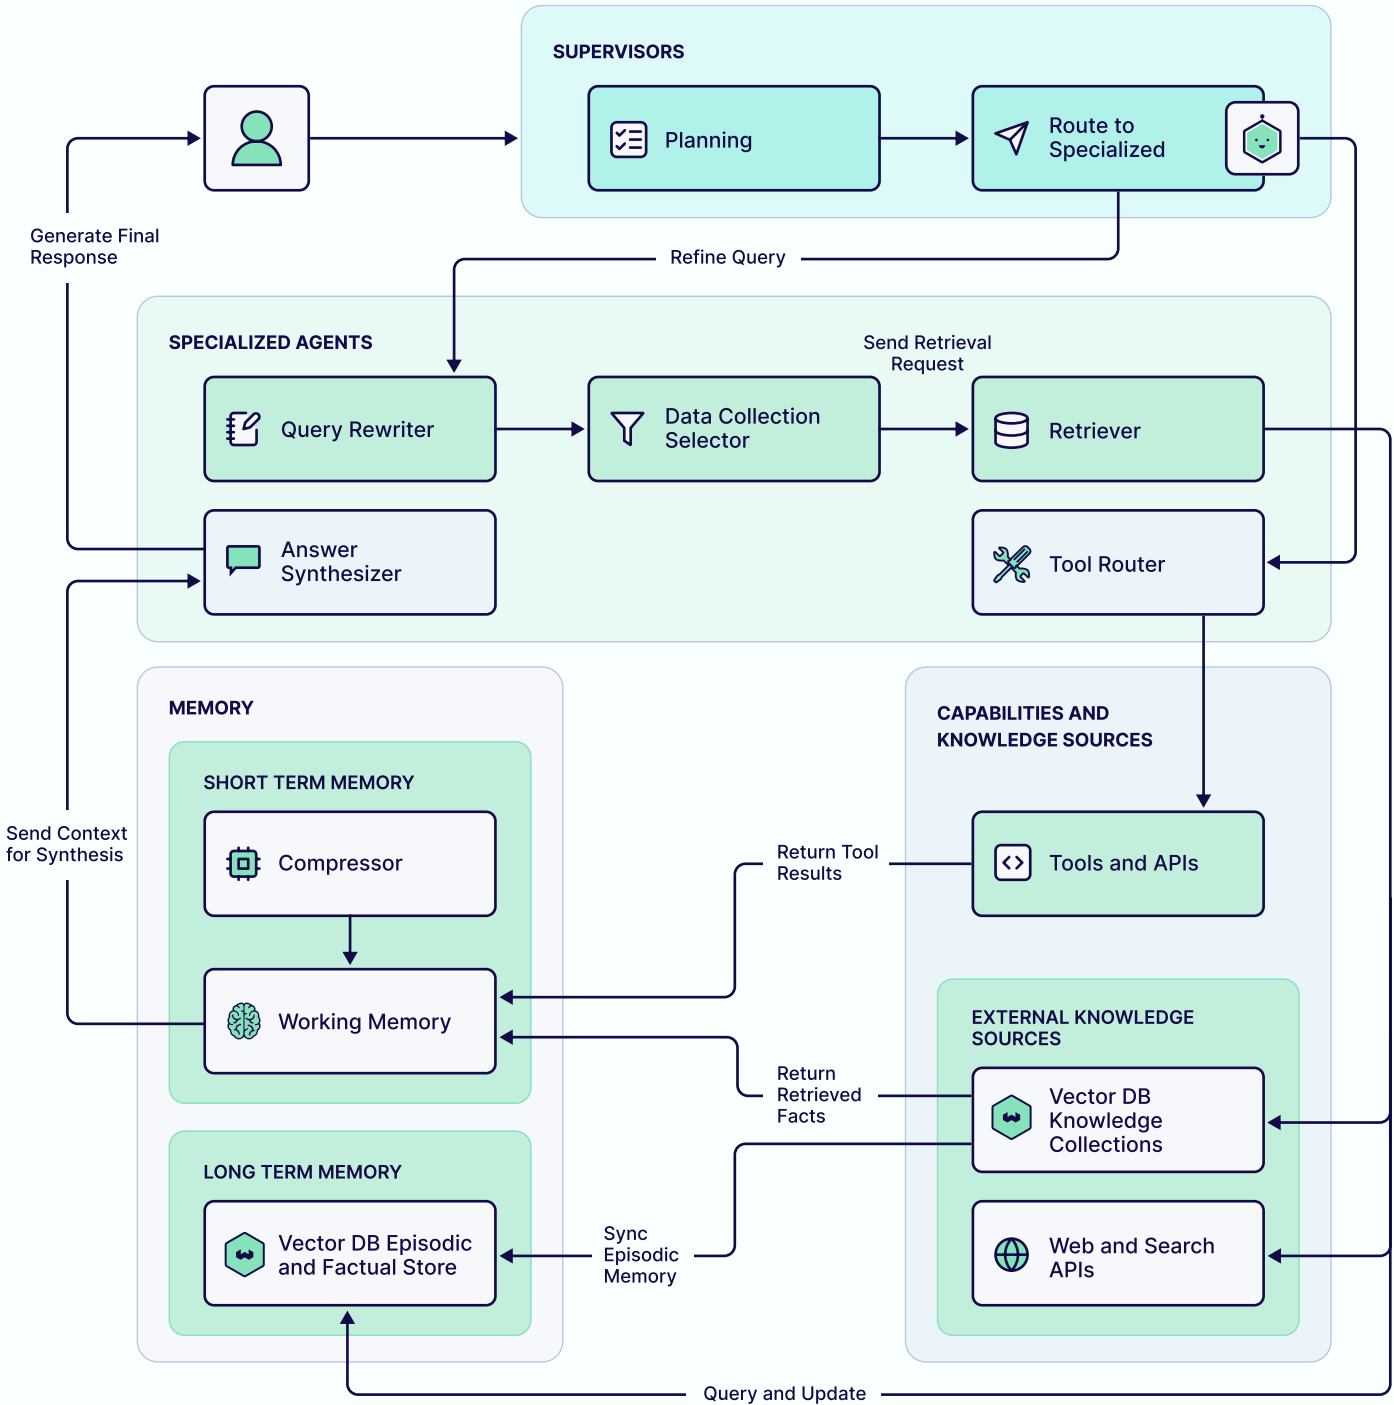 SUPERVISORS
Planning
Route to
Specialized
Generate Final
Response
Refine Query
SPECIALIZED AGENTS
Send Retrieval
Request
Query Rewriter
Data Collection
Selector
Retriever
Answer
Synthesizer
Tool Router
MEMORY
CAPABILITIES AND
KNOWLEDGE SOURCES
SHORT TERM MEMORY
Send Context
for Synthesis
Compressor
Return Tool
Results
Tools and APIs
Working Memory
EXTERNAL KNOWLEDGE
SOURCES
Return
Retrieved
Facts
Vector DB
Knowledge
Collections
LONG TERM MEMORY
Vector DB Episodic
and Factual Store
Sync
Episodic
Memory
Web and Search
APIs
Query and Update